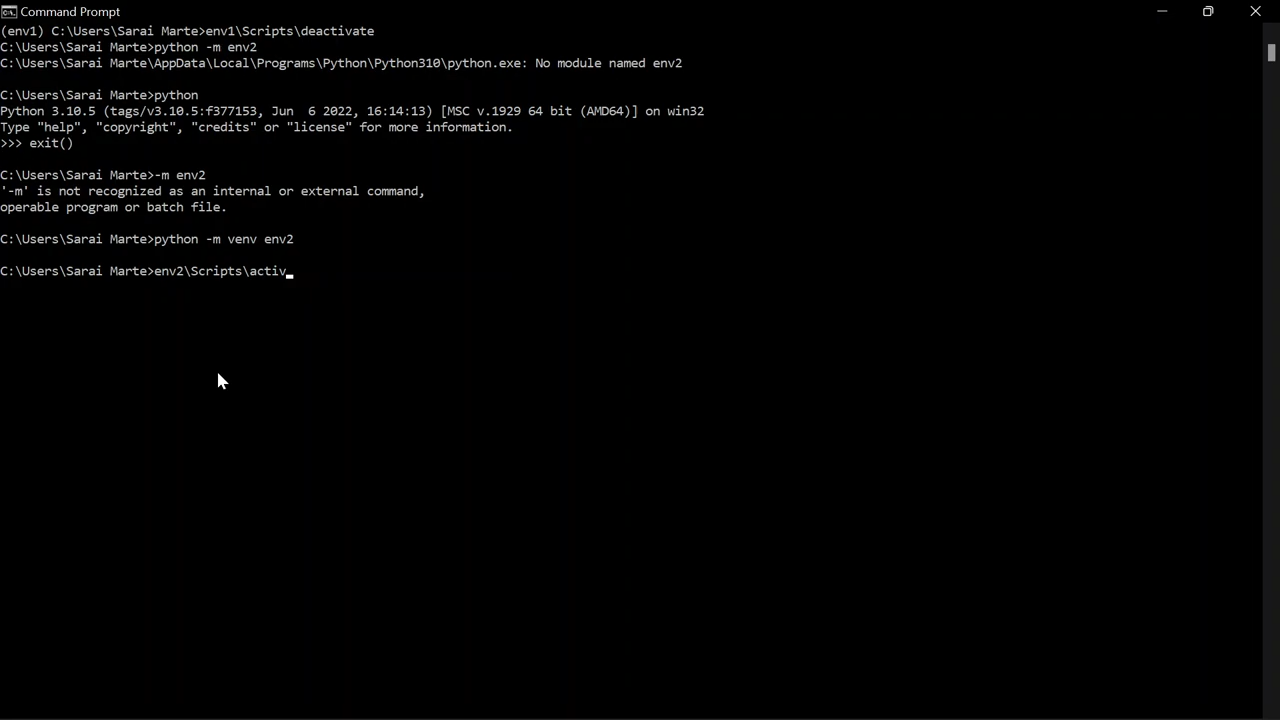 Command Prompt
(env1) C:\Users\Sarai Marte>env1\Scripts\deactivate
C:\Users\Sarai Marte>python -m env2
C:\Users\Sarai Marte\AppData\Local\Programs\Python\Python310\python.exe: No module named env2
C:\Users\Sarai Marte>python
Python 3.10.5 (tags/v3.10.5:f377153, Jun  6 2022, 16:14:13) [MSC v.1929 64 bit (AMD64)] on win32
Type "help", "copyright", "credits" or "license" for more information.
>>> exit()
C:\Users\Sarai Marte>-m env2
'-m' is not recognized as an internal or external command,
operable program or batch file.
C:\Users\Sarai Marte>python -m venv env2
C:\Users\Sarai Marte>env2\Scripts\activ